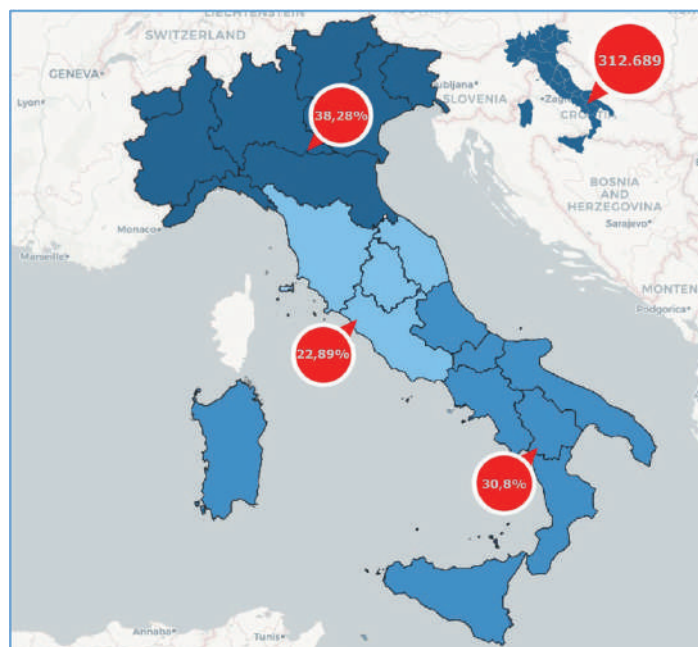 LIECHTENSTEIN
SWITZERLAND
GENEVA
Lyon
38,28%
312.689
Ljubljana
SLOVENIA
Zag
CROATIA
BOSNIA
AND
HERZEGOVINA
Sarajevo
Monaco
Marseille
MONTEN
Podgorica
22,89%
30,8%
Annaba
Tunis